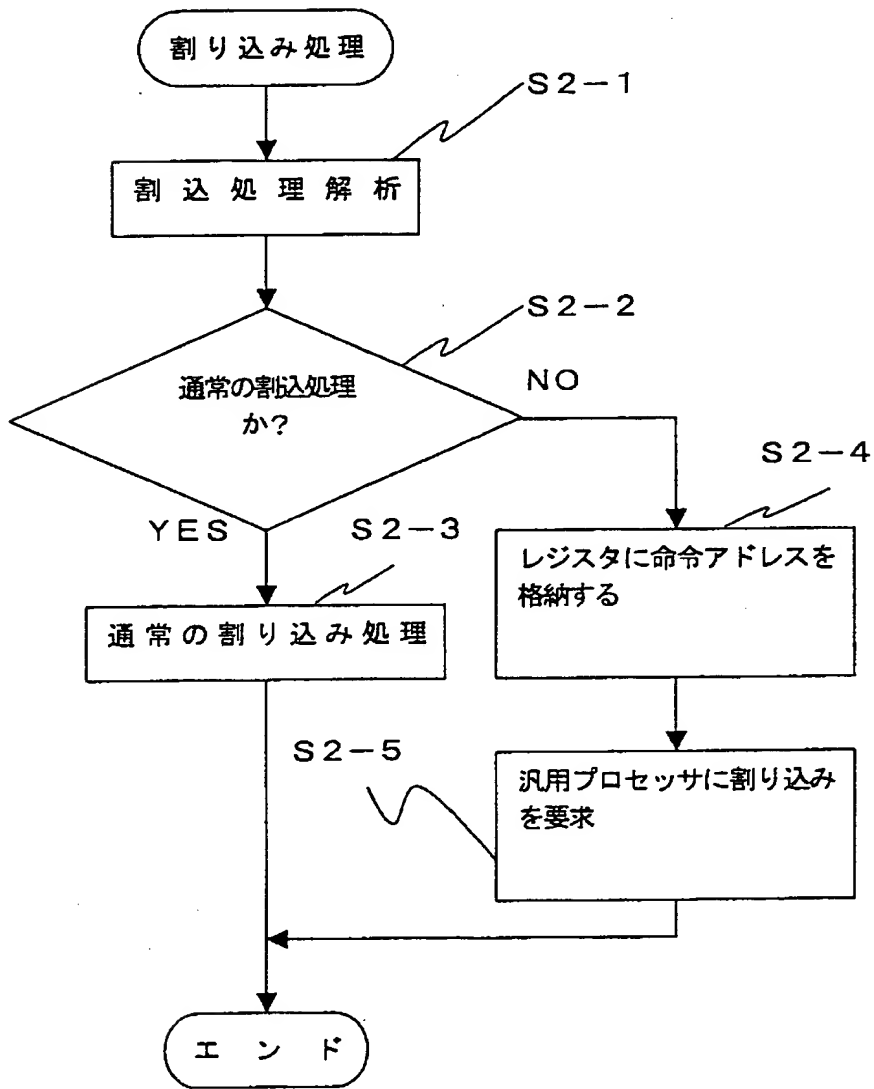 割り込み処理
S2-1
割込処理解析
S2-2
通常の割込処理
か?
NO
S2-4
YES
S2-3
レジスタに命令アドレスを
格納する
通常の割り込み処理
S2-5
汎用プロセッサに割り込み
を要求
エンド